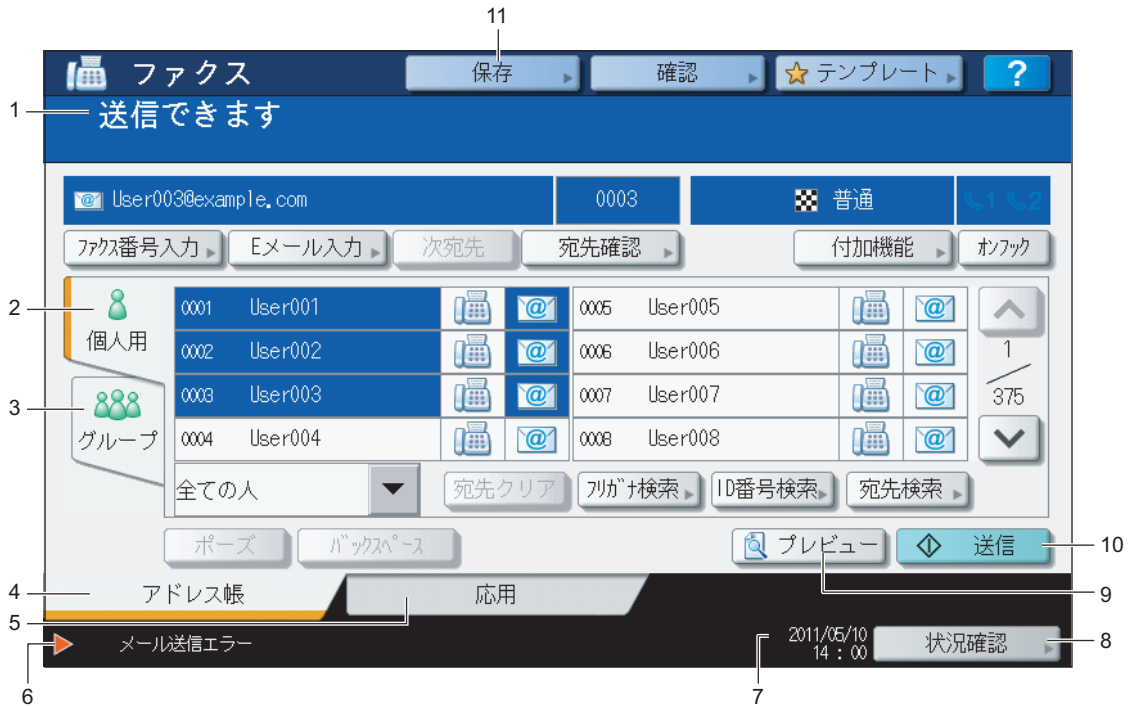 11
ファクス 保存 確認 テンプレート ?
1 送信できます
User003@example.com 0003 普通 1 2
ﾌｧｸｽ番号入力 Eメール入力 次宛先 宛先確認 付加機能 ｵﾝﾌｯｸ
2 個人用
3 グループ
0001 User001 0005 User005
0002 User002 0006 User006
0003 User003 0007 User007
0004 User004 0008 User008
1/375
全ての人 宛先クリア ﾌﾘｶﾞﾅ検索 ID番号検索 宛先検索
ポーズ ﾊﾞｯｸｽﾍﾟｰｽ プレビュー 送信 10
4 アドレス帳 応用 9
5
メール送信エラー 7 2011/05/10 状況確認 8
14 : 00
6